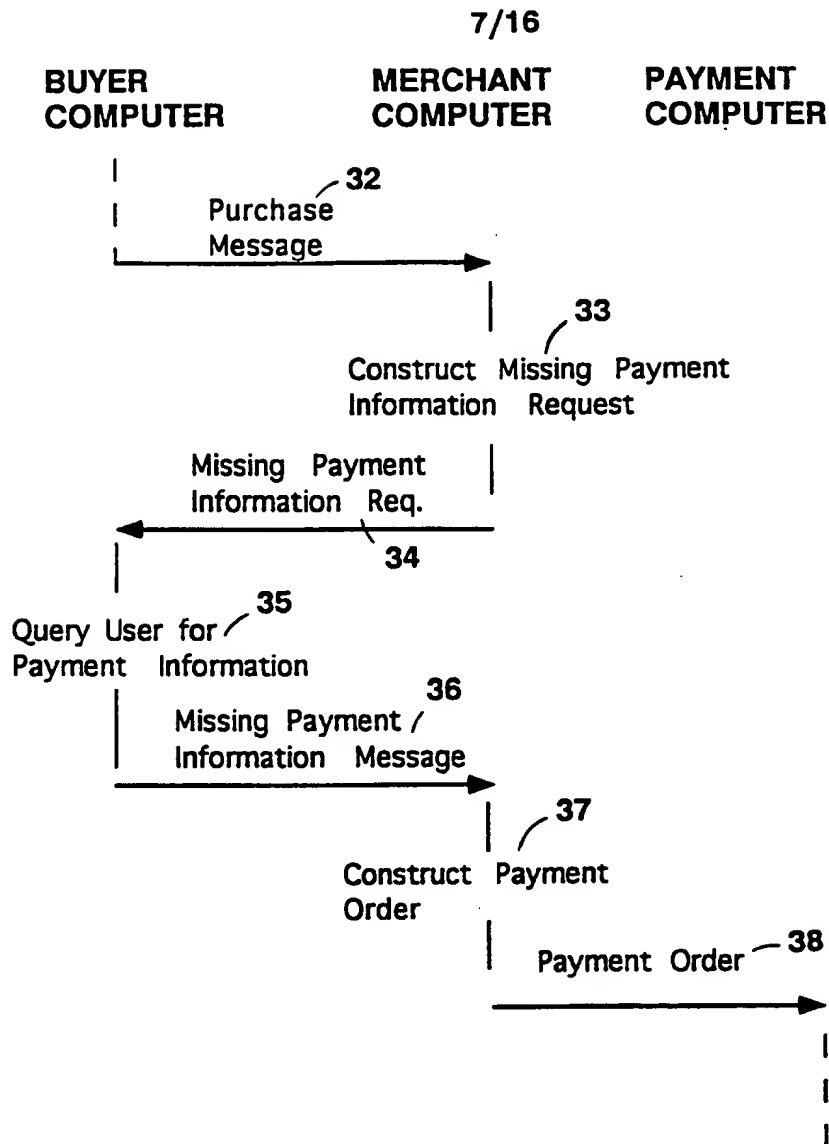 7/16
BUYER COMPUTER
MERCHANT COMPUTER
PAYMENT COMPUTER
32
Purchase
Message
33
Construct Missing Payment
Information Request
Missing Payment
Information Req.
34
35
Query User for
Payment Information
36
Missing Payment
Information Message
37
Construct Payment
Order
Payment Order 38